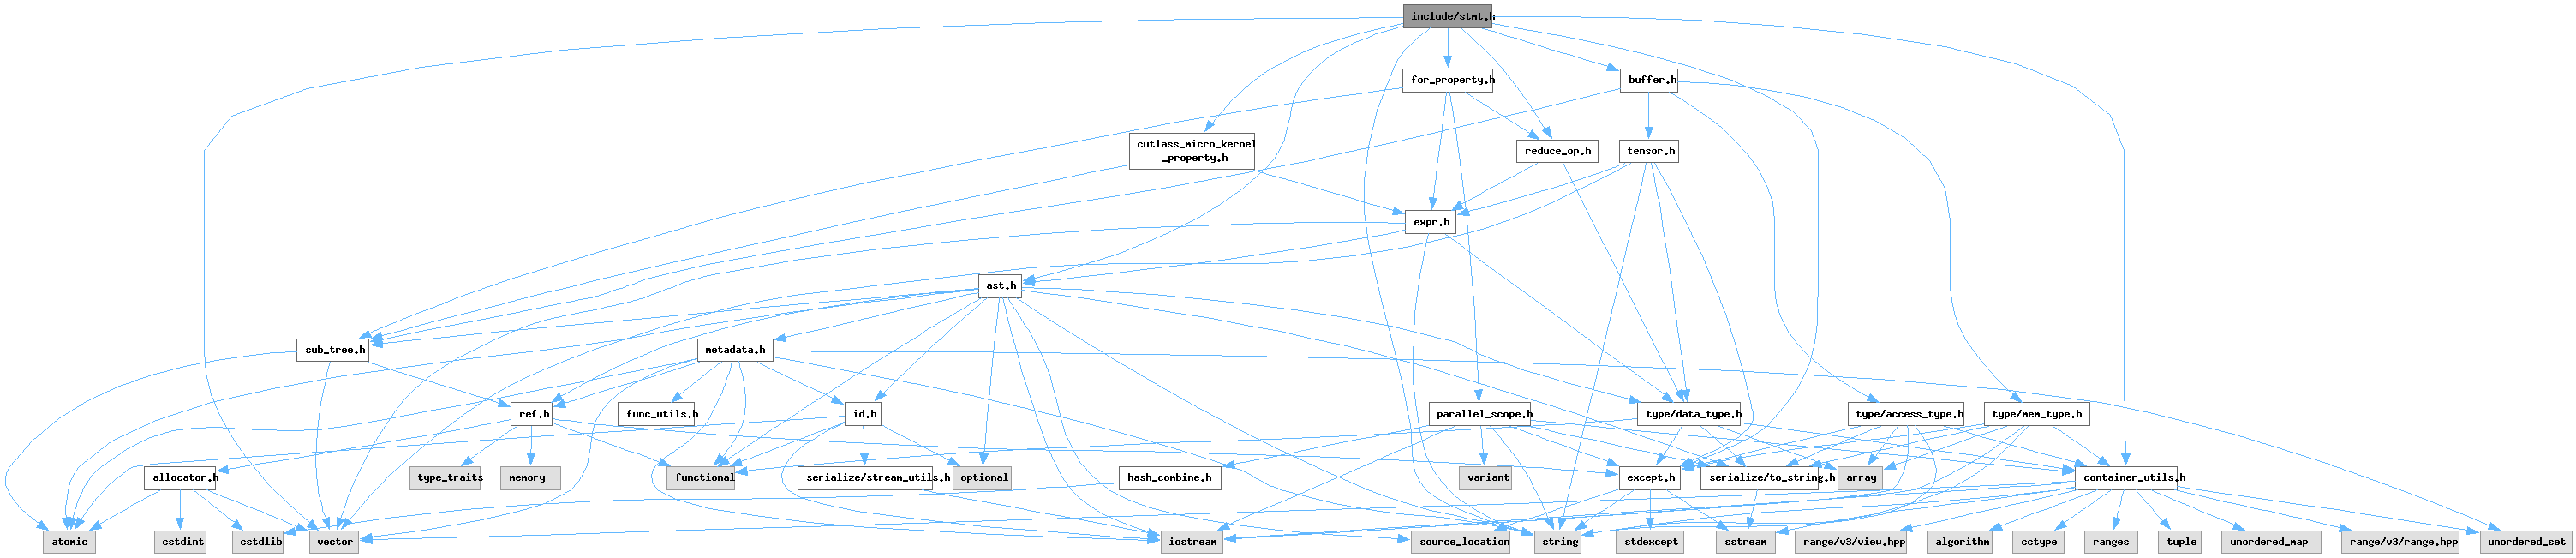 include/stmt.h
for_property.h
buffer.h
cutlass_micro_kernel
_property.h
reduce_op.h
tensor.h
expr.h
ast.h
sub_tree.h
metadata.h
ref.h
func_utils.h
id.h
parallel_scope.h
type/data_type.h
type/access_type.h
type/mem_type.h
allocator.h
type_traits
memory
functional
serialize/stream_utils.h
optional
hash_combine.h
variant
except.h
serialize/to_string.h
array
container_utils.h
atomic
cstdint
cstdlib
vector
iostream
source_location
string
stdexcept
sstream
range/v3/view.hpp
algorithm
cctype
ranges
tuple
unordered_map
range/v3/range.hpp
unordered_set